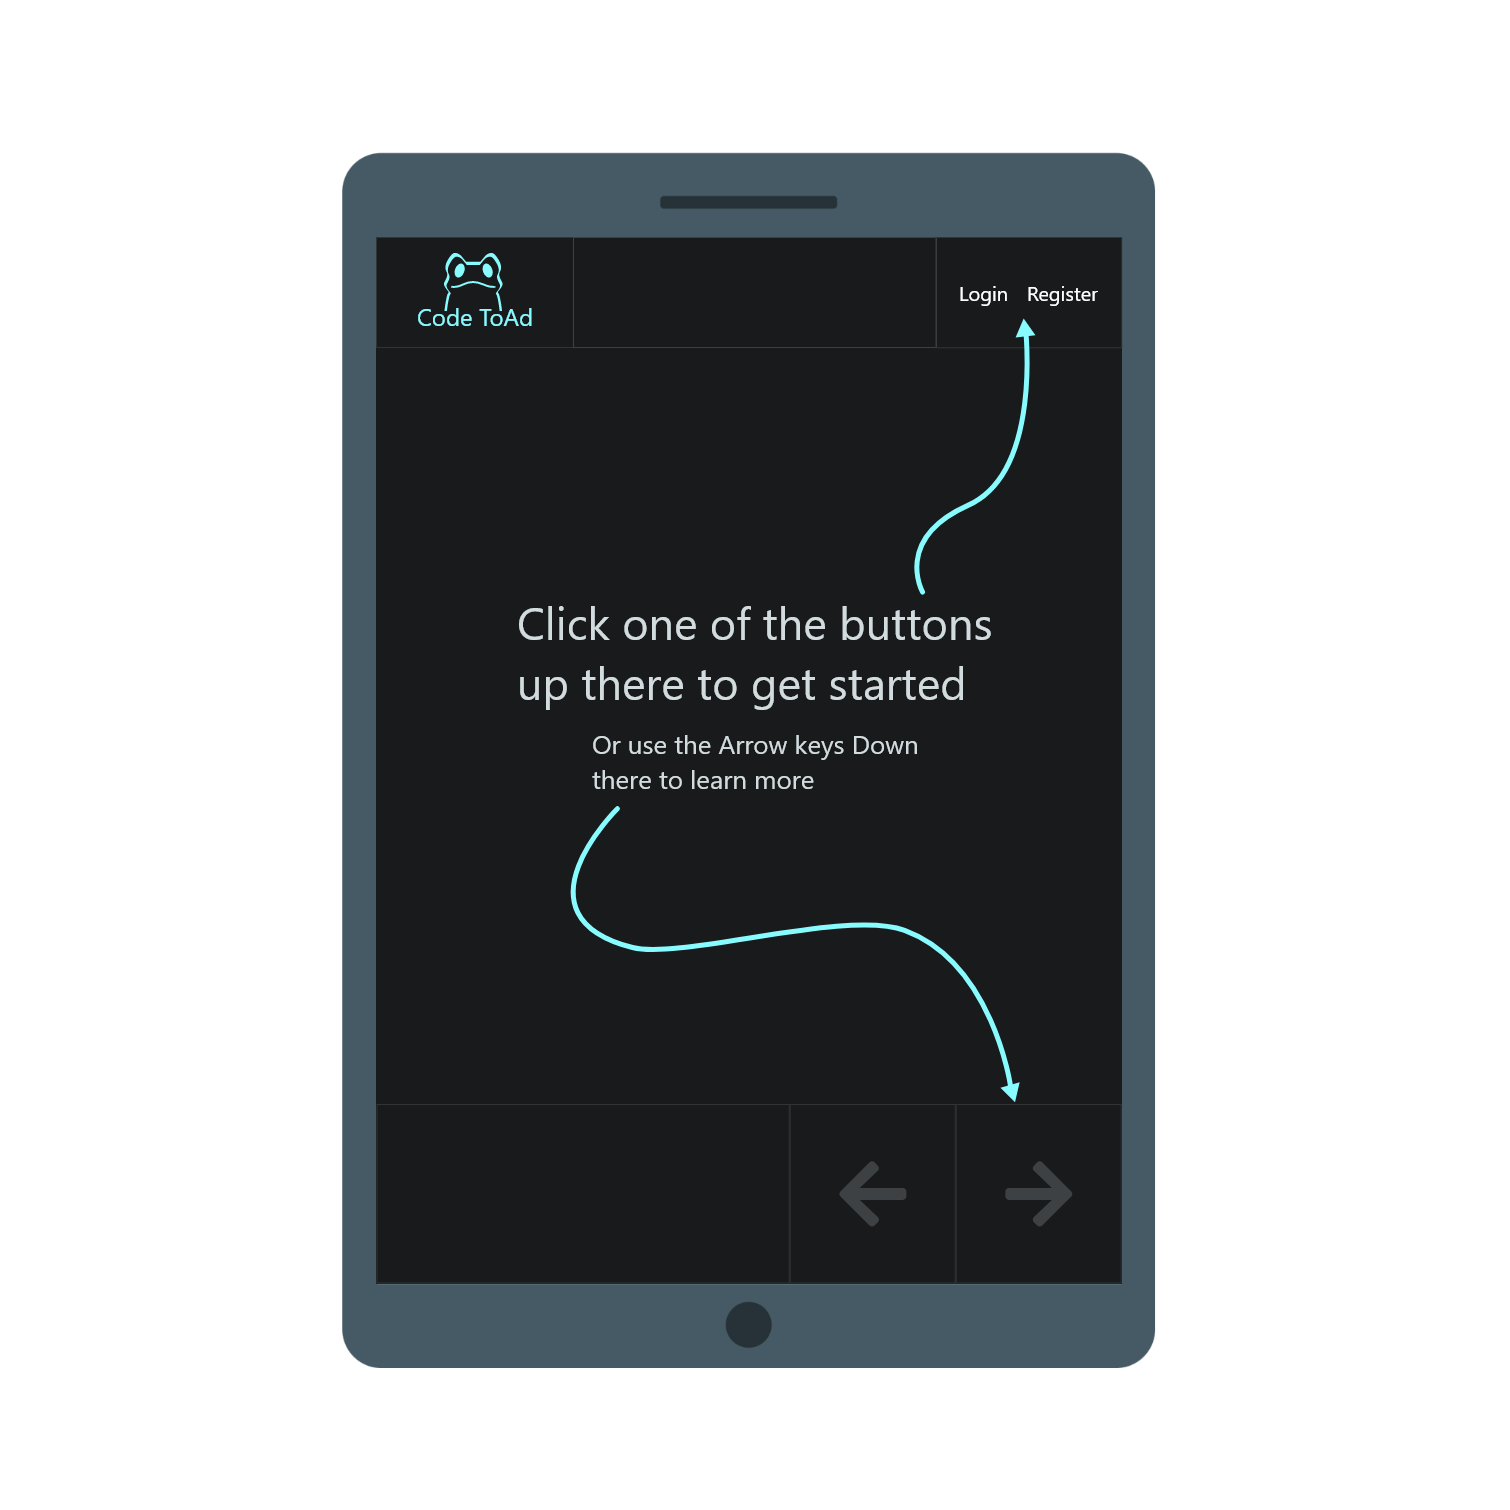 Code ToAd
Login Register
Click one of the buttons
up there to get started
Or use the Arrow keys Down
there to learn more